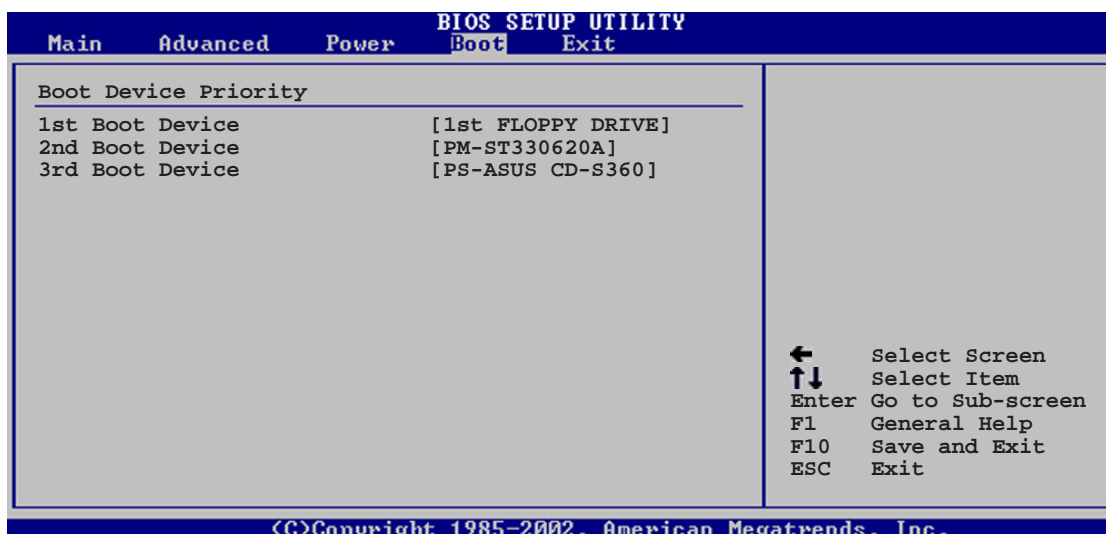 BIOS SETUP UTILITY
Main Advanced Power Boot Exit
Boot Device Priority
1st Boot Device [1st FLOPPY DRIVE]
2nd Boot Device [PM-ST330620A]
3rd Boot Device [PS-ASUS CD-S360]
← Select Screen
↑↓ Select Item
Enter Go to Sub-screen
F1 General Help
F10 Save and Exit
ESC Exit
(C)Copyright 1985-2002, American Megatrends, Inc.